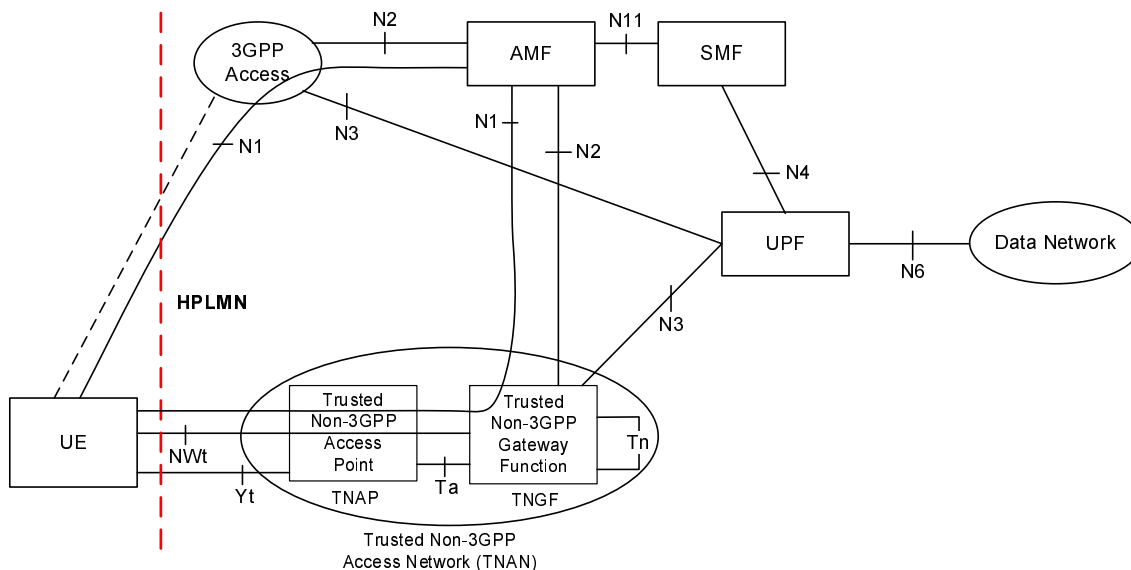 N2
N11
3GPP
Access
AMF
SMF
N1
N3
N1
N2
N4
UPF
Data Network
N6
HPLMN
N3
Trusted
Non-3GPP
Access
Point
Trusted
Non-3GPP
Gateway
Function
Tn
UE
NWt
Yt
Ta
TNAP
TNGF
Trusted Non-3GPP
Access Network (TNAN)